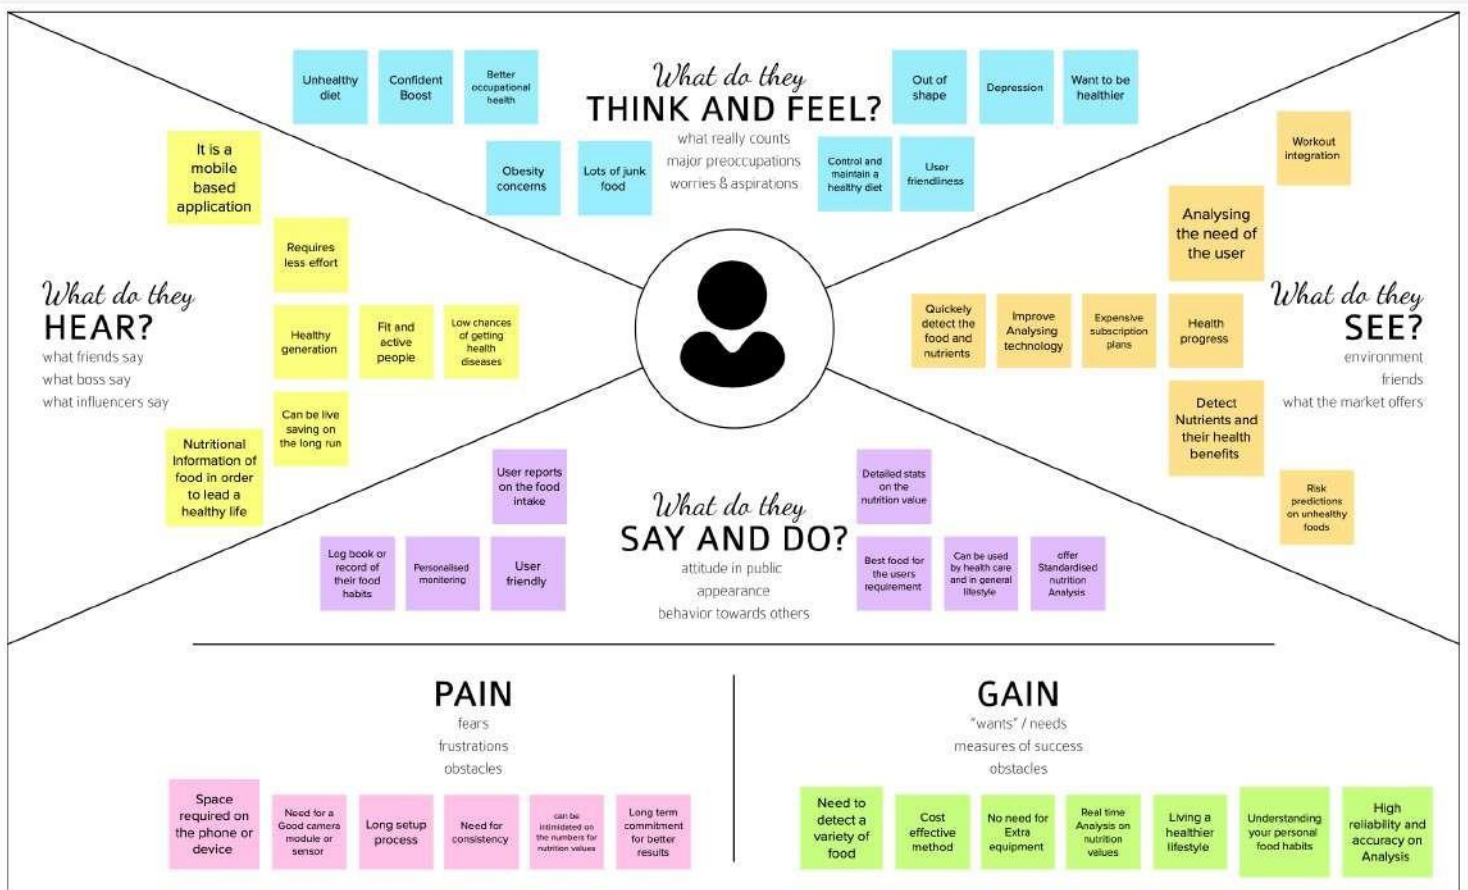 Unhealthy
diet
Confident
Boost
Better
occupational
health
Obesity
concerns
Lots of junk
food
What do they
THINK AND FEEL?
what really counts
major preoccupations
worries & aspirations
Out of
shape
Depression
Want to be
healthier
Control and
maintain a
healthy diet
User
friendliness
It is a
mobile
based
application
Requires
less effort
What do they
HEAR?
what friends say
what boss say
what influencers say
Healthy
generation
Fit and
active
people
Low chances
of getting
health
diseases
Can be live
saving on
the long run
Nutritional
Information of
food in order
to lead a
healthy life
Workout
integration
Analysing
the need of
the user
Quickely
detect the
food and
nutrients
Improve
Analysing
technology
Expensive
subscription
plans
Health
progress
What do they
SEE?
environment
friends
what the market offers
Detect
Nutrients and
their health
benefits
Risk
predictions
on unhealthy
foods
User reports
on the food
intake
Log book or
record of
their food
habits
Personalised
monitering
User
friendly
What do they
SAY AND DO?
attitude in public
appearance
behavior towards others
Detailed stats
on the
nutrition value
Best food for
the users
requirement
Can be used
by health care
and in general
lifestyle
offer
Standardised
nutrition
Analysis
PAIN
fears
frustrations
obstacles
Space
required on
the phone or
device
Need for a
Good camera
module or
sensor
Long setup
process
Need for
consistency
can be
intimidated on
the numbers for
nutrition values
Long term
commitment
for better
results
GAIN
"wants" / needs
measures of success
obstacles
Need to
detect a
variety of
food
Cost
effective
method
No need for
Extra
equipment
Real time
Analysis on
nutrition
values
Living a
healthier
lifestyle
Understanding
your personal
food habits
High
reliability and
accuracy on
Analysis